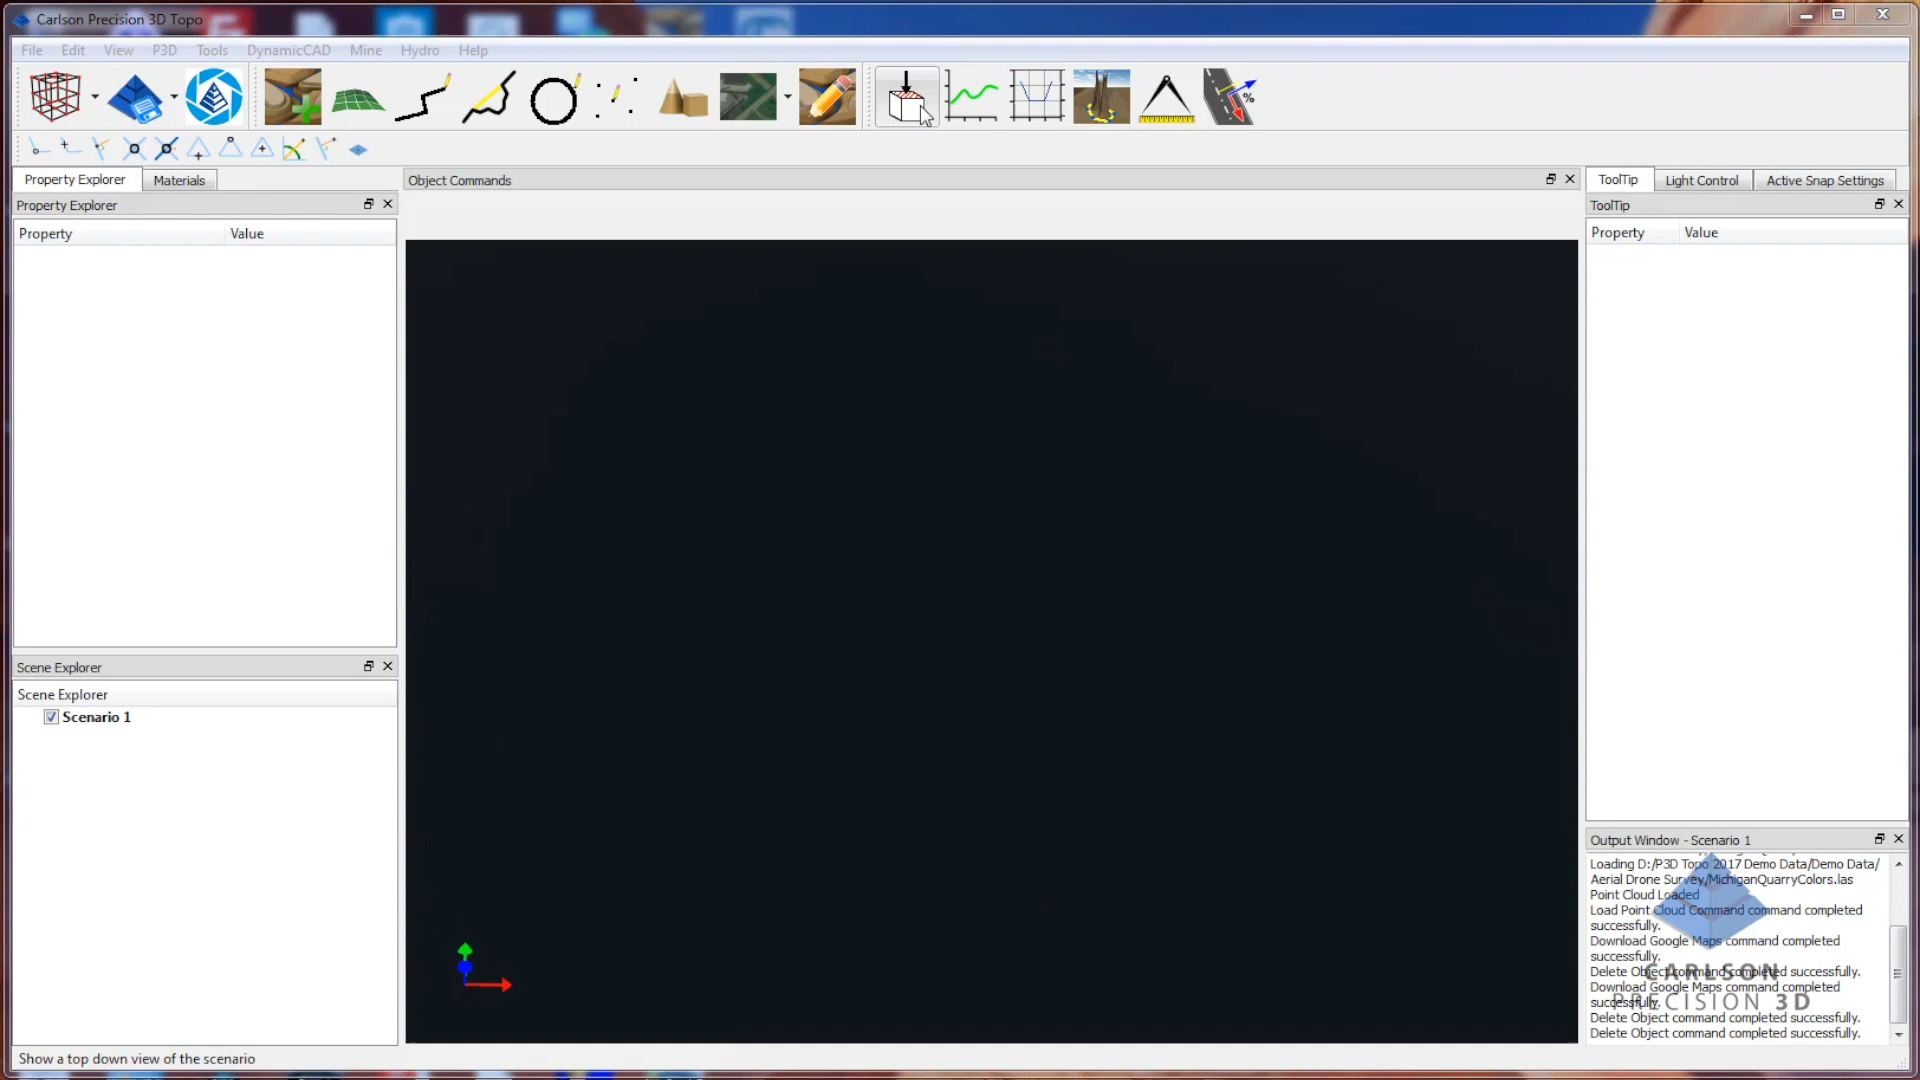 Carlson Precision 3D Topo
File Edit View P3D Tools DynamicCAD Mine Hydro Help
%
Property Explorer Materials
Property Explorer
Property Value
Scene Explorer
Scene Explorer
Scenario 1
Object Commands
ToolTip Light Control Active Snap Settings
ToolTip
Property Value
Output Window - Scenario 1
Loading D:/P3D Topo 2017 Demo Data/Demo Data/
Aerial Drone Survey/MichiganQuarryColors.las
Point Cloud Loaded
Load Point Cloud Command command completed
successfully.
Download Google Maps command completed
successfully.
Delete Object command completed successfully.
Download Google Maps command completed
successfully.
Delete Object command completed successfully.
Delete Object command completed successfully.
CARLSON
PRECISION 3D
Show a top down view of the scenario